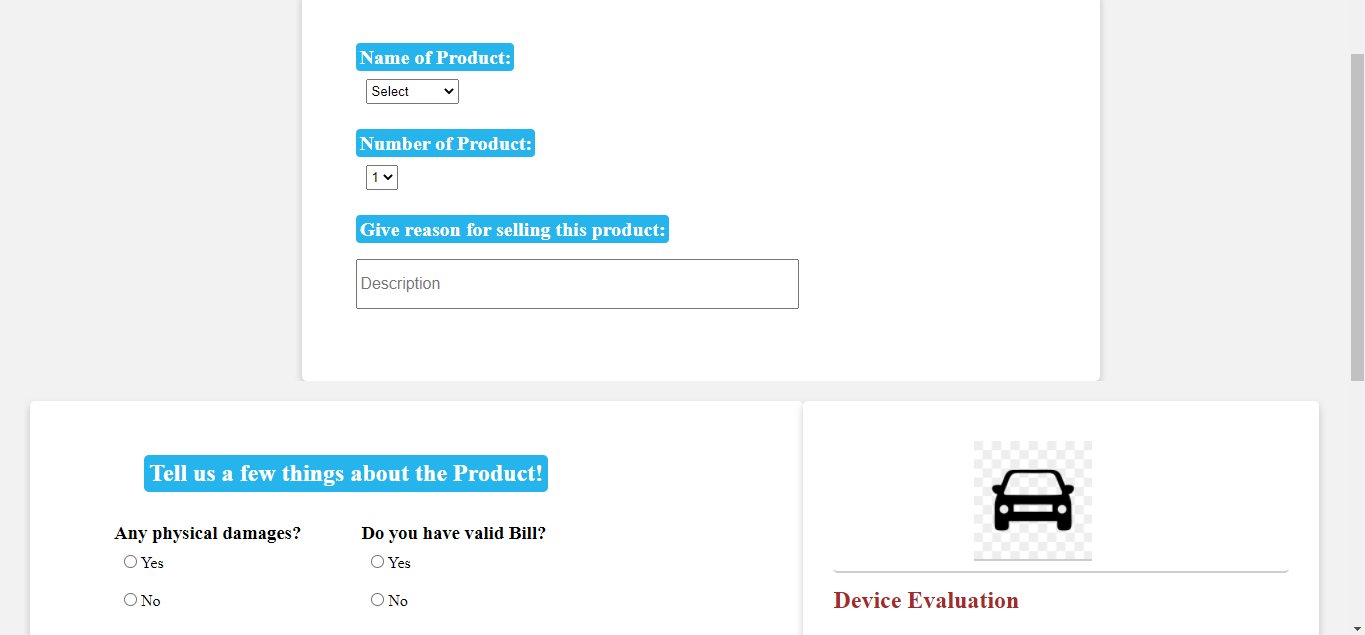 Name of Product:
Select
Number of Product:
1
Give reason for selling this product:
Description
Tell us a few things about the Product!
Any physical damages? Do you have valid Bill?
Yes Yes
No No
Device Evaluation